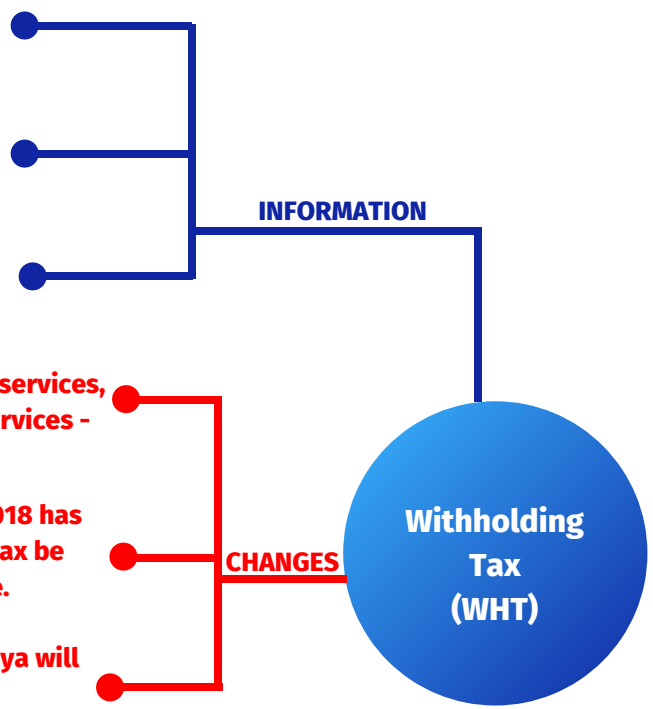 INFORMATION
services,
rvices -
018 has
ax be
e.
ya will
CHANGES
Withholding
Tax
(WHT)